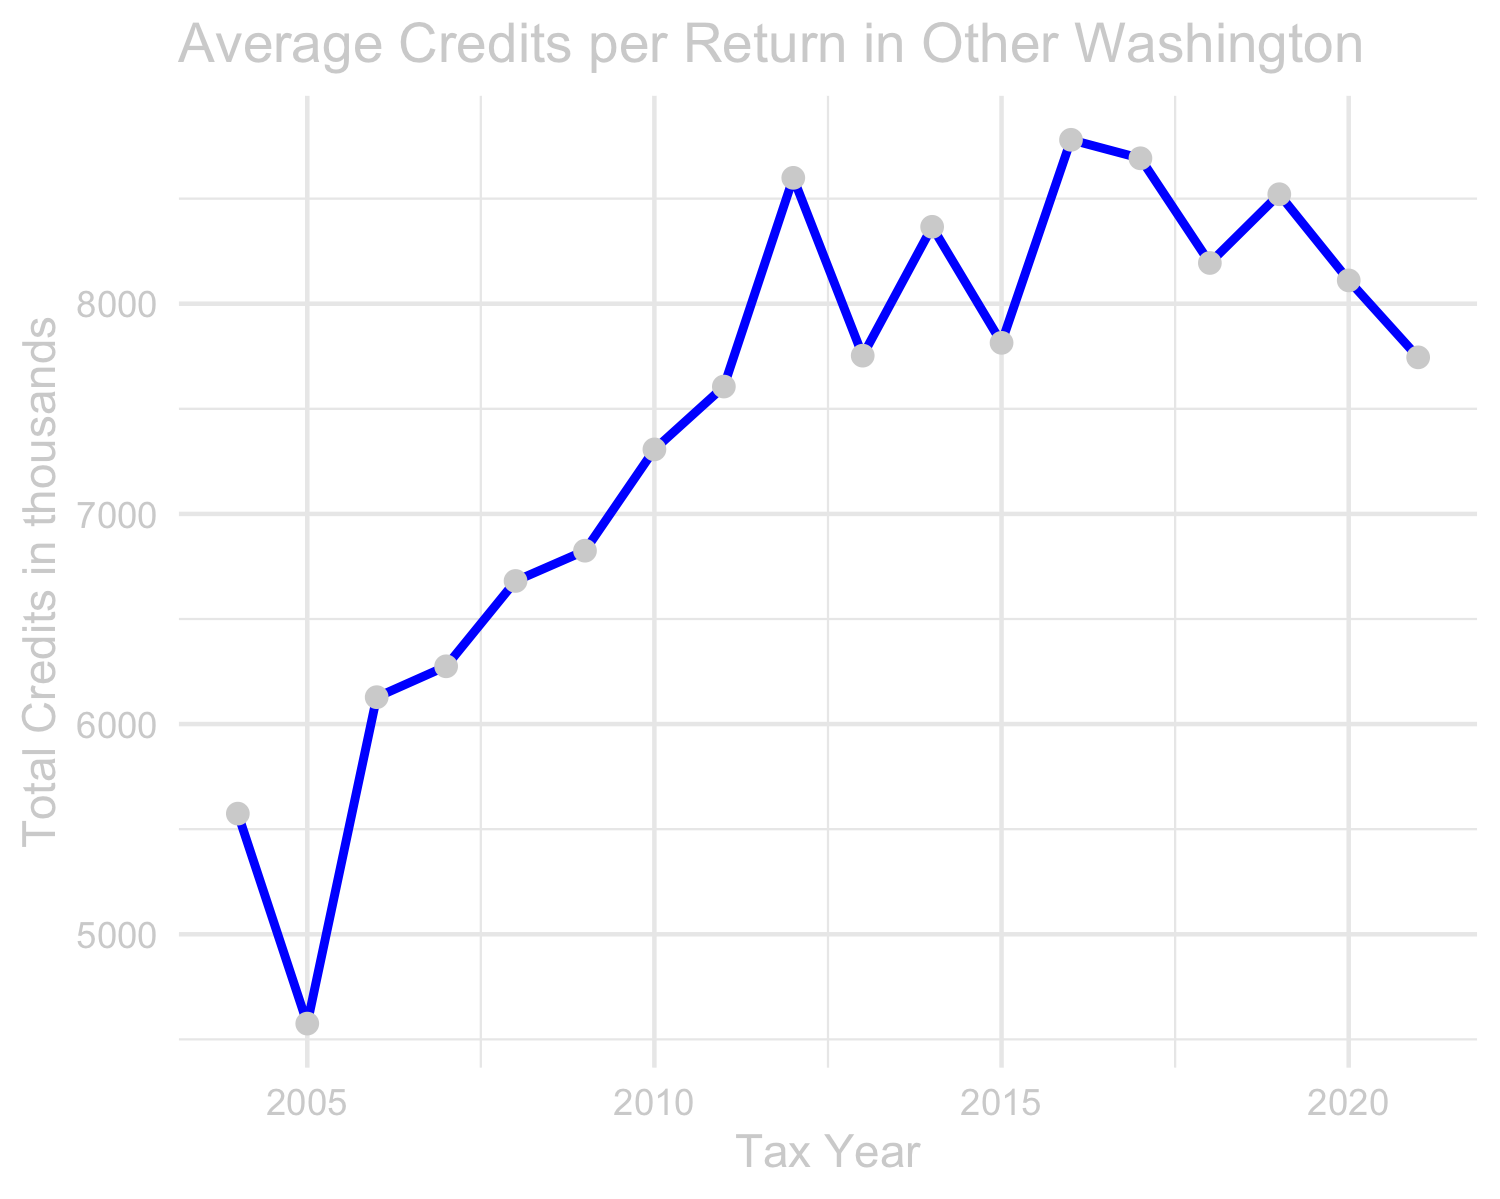 Average Credits per Return in Other Washington
Total Credits in thousands
8000
7000
6000
5000
2005 2010 2015 2020
Tax Year